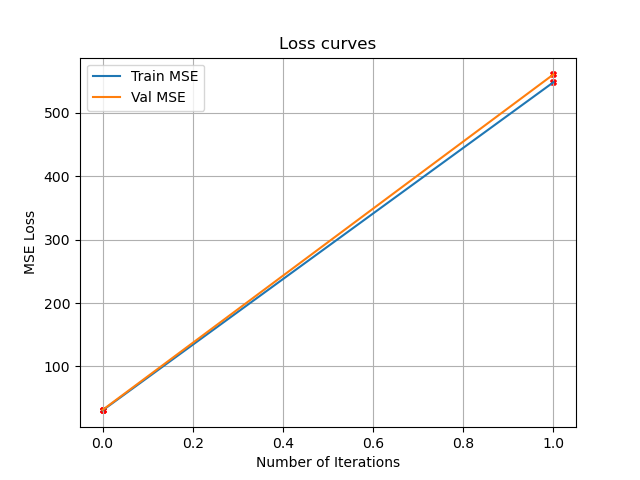 Loss curves
Train MSE
Val MSE
500
400
300
200
100
MSE Loss
0.0 0.2 0.4 0.6 0.8 1.0
Number of Iterations